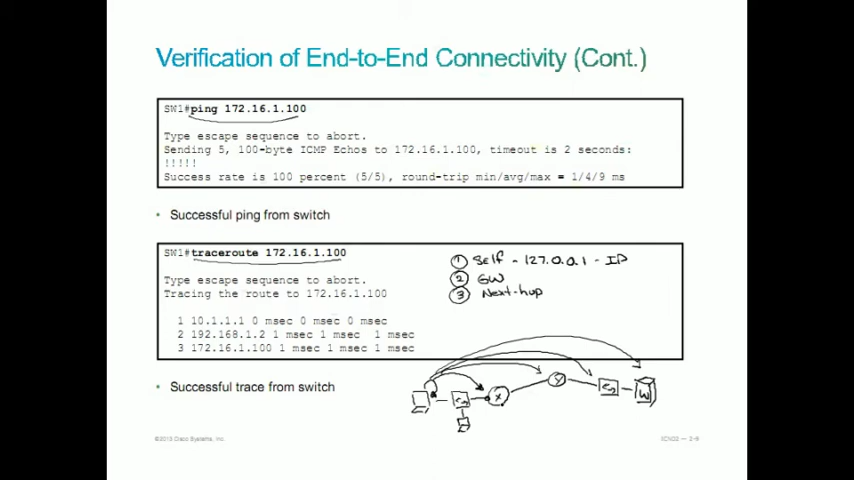 Verification of End-to-End Connectivity (Cont.)
SW1#ping 172.16.1.100
Type escape sequence to abort.
Sending 5, 100-byte ICMP Echos to 172.16.1.100, timeout is 2 seconds:
!!!!!
Success rate is 100 percent (5/5), round-trip min/avg/max = 1/4/9 ms
• Successful ping from switch
SW1#traceroute 172.16.1.100
Type escape sequence to abort.
Tracing the route to 172.16.1.100
1 10.1.1.1 0 msec 0 msec 0 msec
2 192.168.1.2 1 msec 1 msec 1 msec
3 172.16.1.100 1 msec 1 msec 1 msec
① Self - 127.0.0.1 - IP
② GW
③ Next-hop
• Successful trace from switch
X
Y
W
©2013 Cisco Systems, Inc.